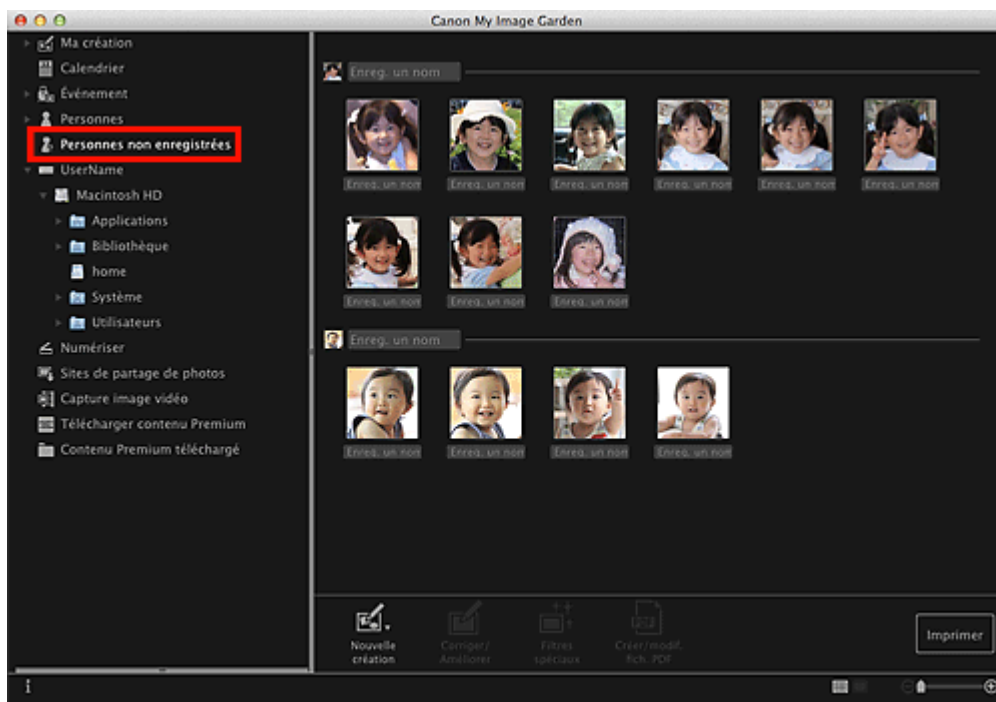 Canon My Image Garden
Ma création
Calendrier
Événement
Personnes
Personnes non enregistrées
UserName
Macintosh HD
Applications
Bibliothèque
home
Système
Utilisateurs
Numériser
Sites de partage de photos
Capture image vidéo
Télécharger contenu Premium
Contenu Premium téléchargé
Enreg. un nom
Enreg. un nom Enreg. un nom Enreg. un nom Enreg. un nom Enreg. un nom Enreg. un nom
Enreg. un nom Enreg. un nom Enreg. un nom
Enreg. un nom
Enreg. un nom Enreg. un nom Enreg. un nom Enreg. un nom
Nouvelle
création
Corriger/
Améliorer
Filtres
spéciaux
Créer/modif.
fich. PDF
Imprimer